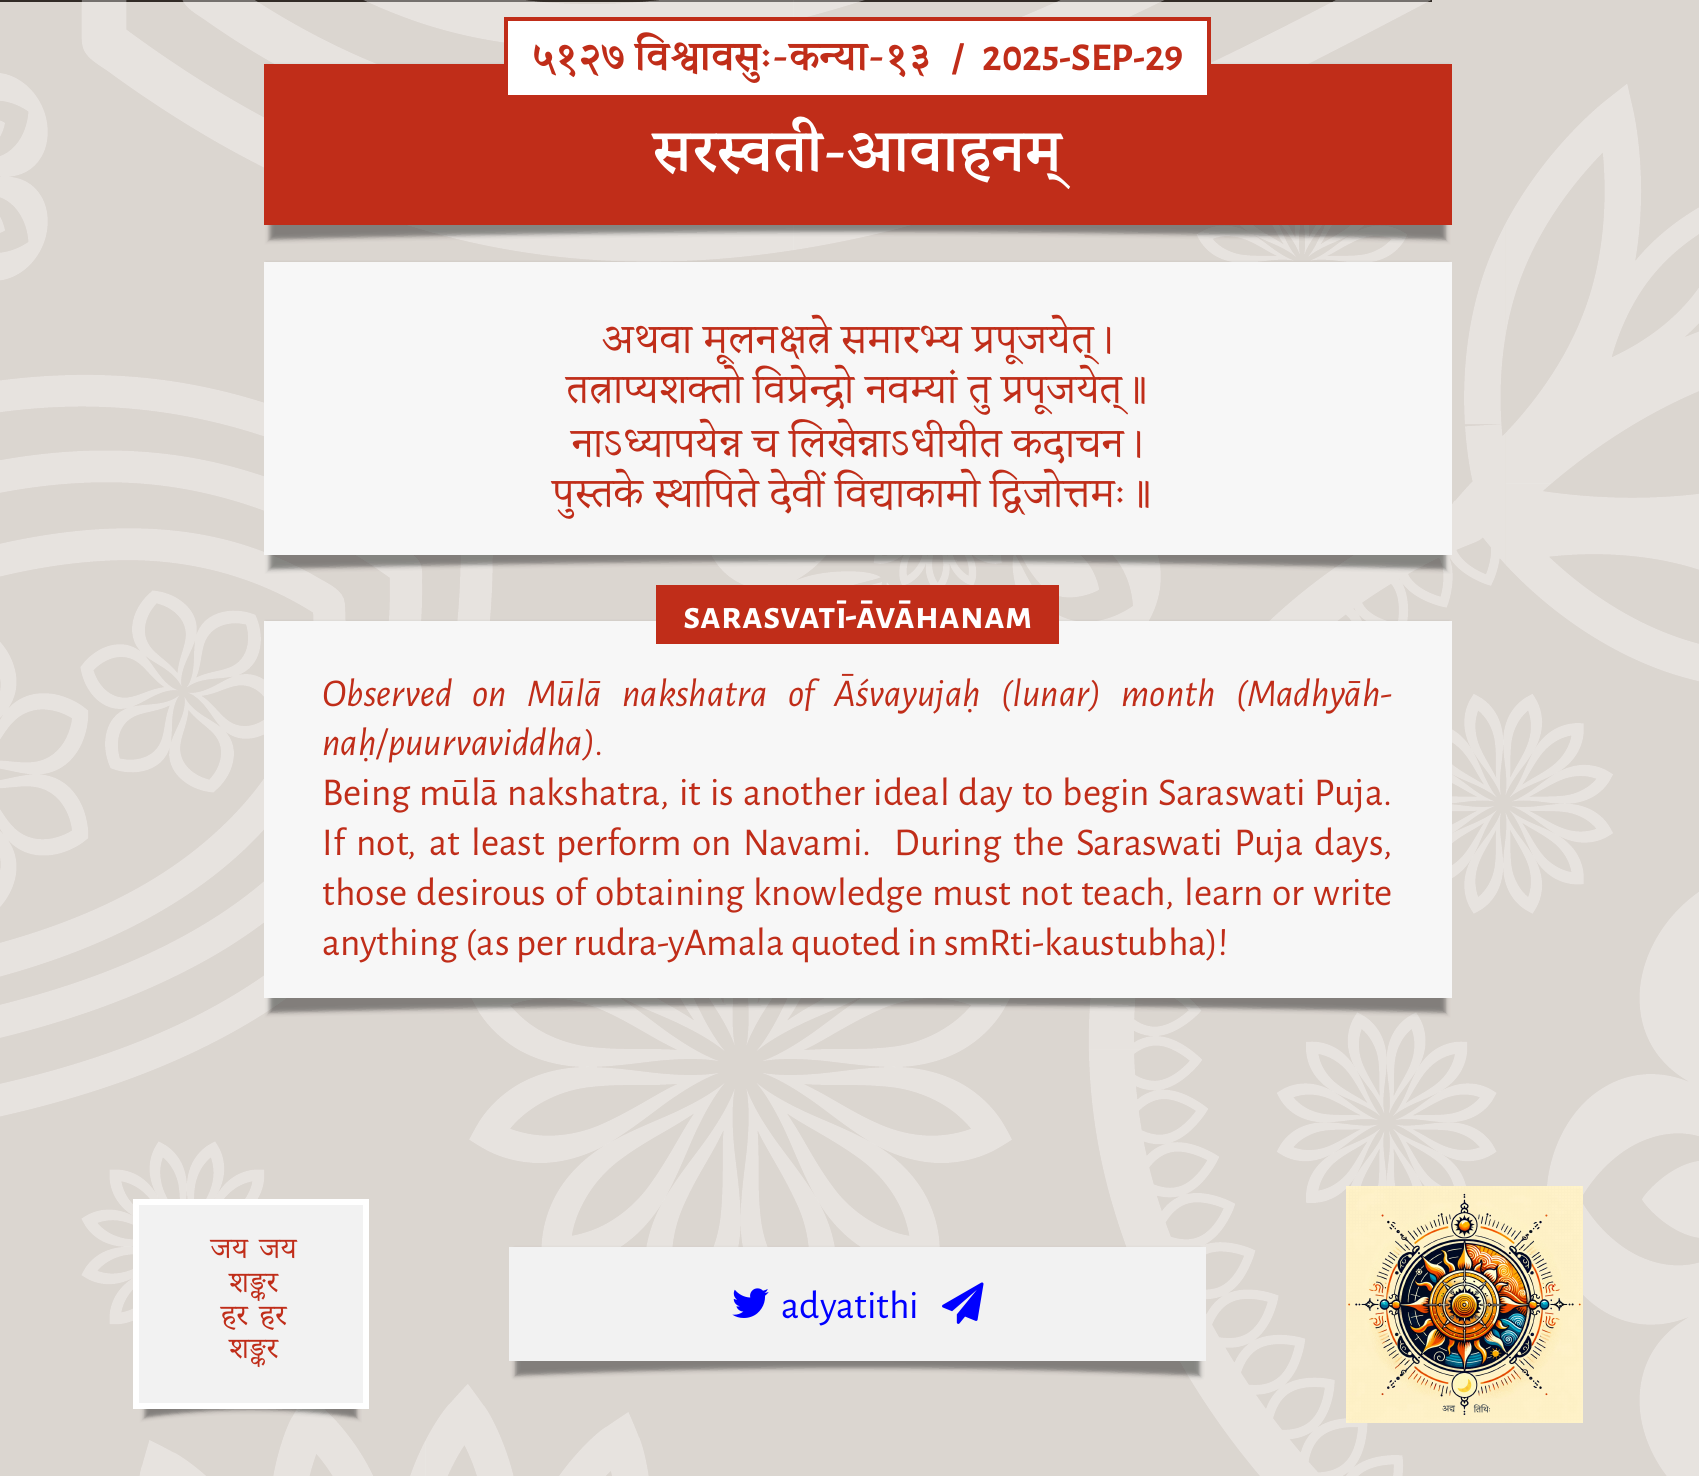 ५१२७ विश्वावसुः-कन्या-१३ / 2025-SEP-29
सरस्वती-आवाहनम्
अथवा मूलनक्षत्रे समारभ्य प्रपूजयेत् ।
तत्राप्यशक्तो विप्रेन्द्रो नवम्यां तु प्रपूजयेत् ॥
नाऽध्यापयेन्न च लिखेन्नाऽधीयीत कदाचन ।
पुस्तके स्थापिते देवीं विद्याकामो द्विजोत्तमः ॥
SARASVATĪ-ĀVĀHANAM
Observed on Mūlā nakshatra of Āśvayujaḥ (lunar) month (Madhyāh-
naḥ/puurvaviddha).
Being mūlā nakshatra, it is another ideal day to begin Saraswati Puja.
If not, at least perform on Navami. During the Saraswati Puja days,
those desirous of obtaining knowledge must not teach, learn or write
anything (as per rudra-yAmala quoted in smRti-kaustubha)!
जय जय
शङ्कर
हर हर
शङ्कर
adyatithi
अद्य तिथिः